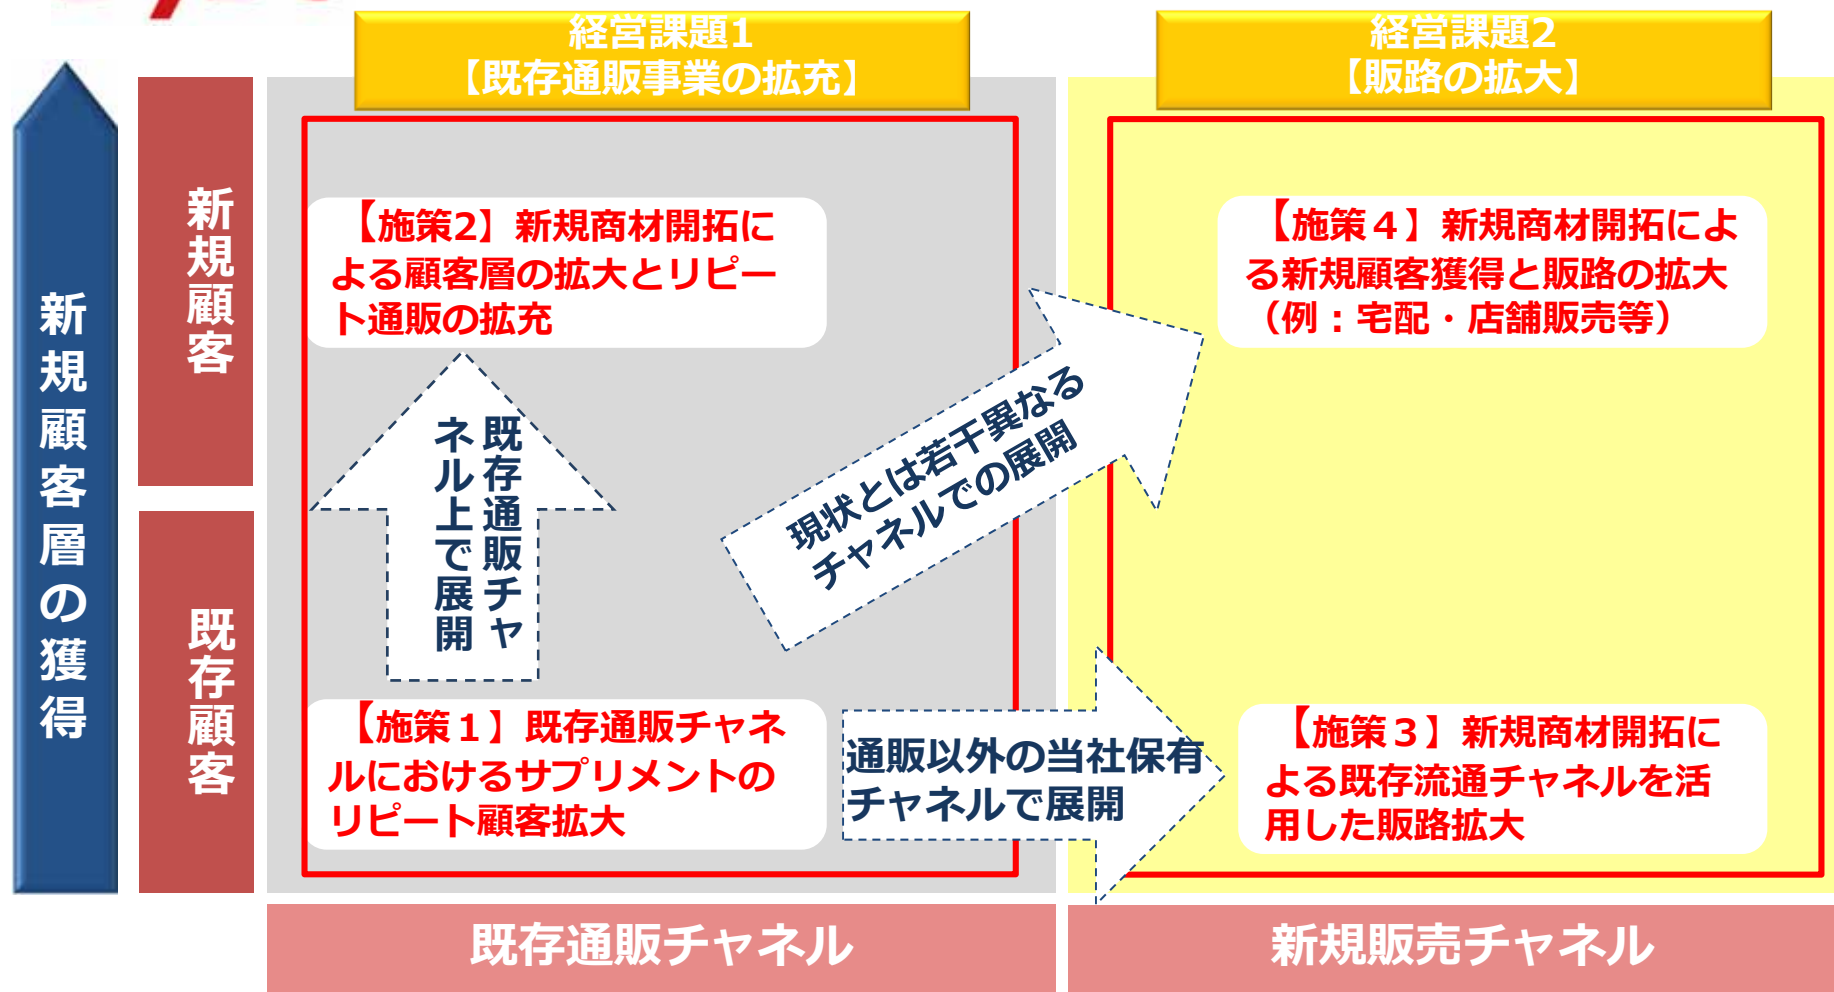 経営課題1
【既存通販事業の拡充】
経営課題2
【販路の拡大】
新規顧客層の獲得
新規顧客
既存顧客
【施策2】新規商材開拓に
よる顧客層の拡大とリピー
ト通販の拡充
【施策４】新規商材開拓によ
る新規顧客獲得と販路の拡大
（例：宅配・店舗販売等）
既存通販チャ
ネル上で展開
現状とは若干異なる
チャネルでの展開
【施策１】既存通販チャネ
ルにおけるサプリメントの
リピート顧客拡大
通販以外の当社保有
チャネルで展開
【施策３】新規商材開拓に
よる既存流通チャネルを活
用した販路拡大
既存通販チャネル
新規販売チャネル